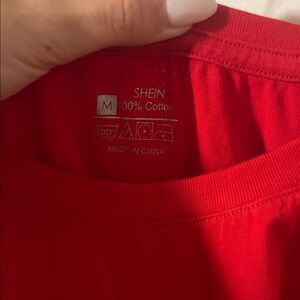 SHEIN
M 100% Cotton
30°
MADE IN CHINA